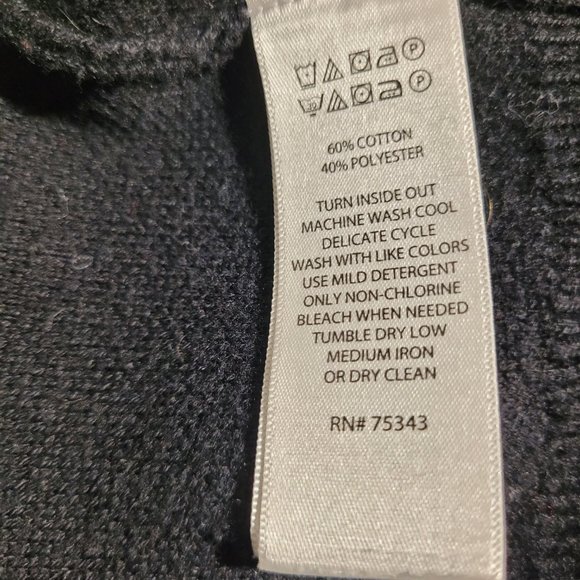 P
P
60% COTTON
40% POLYESTER
TURN INSIDE OUT
MACHINE WASH COOL
DELICATE CYCLE
WASH WITH LIKE COLORS
USE MILD DETERGENT
ONLY NON-CHLORINE
BLEACH WHEN NEEDED
TUMBLE DRY LOW
MEDIUM IRON
OR DRY CLEAN
RN# 75343